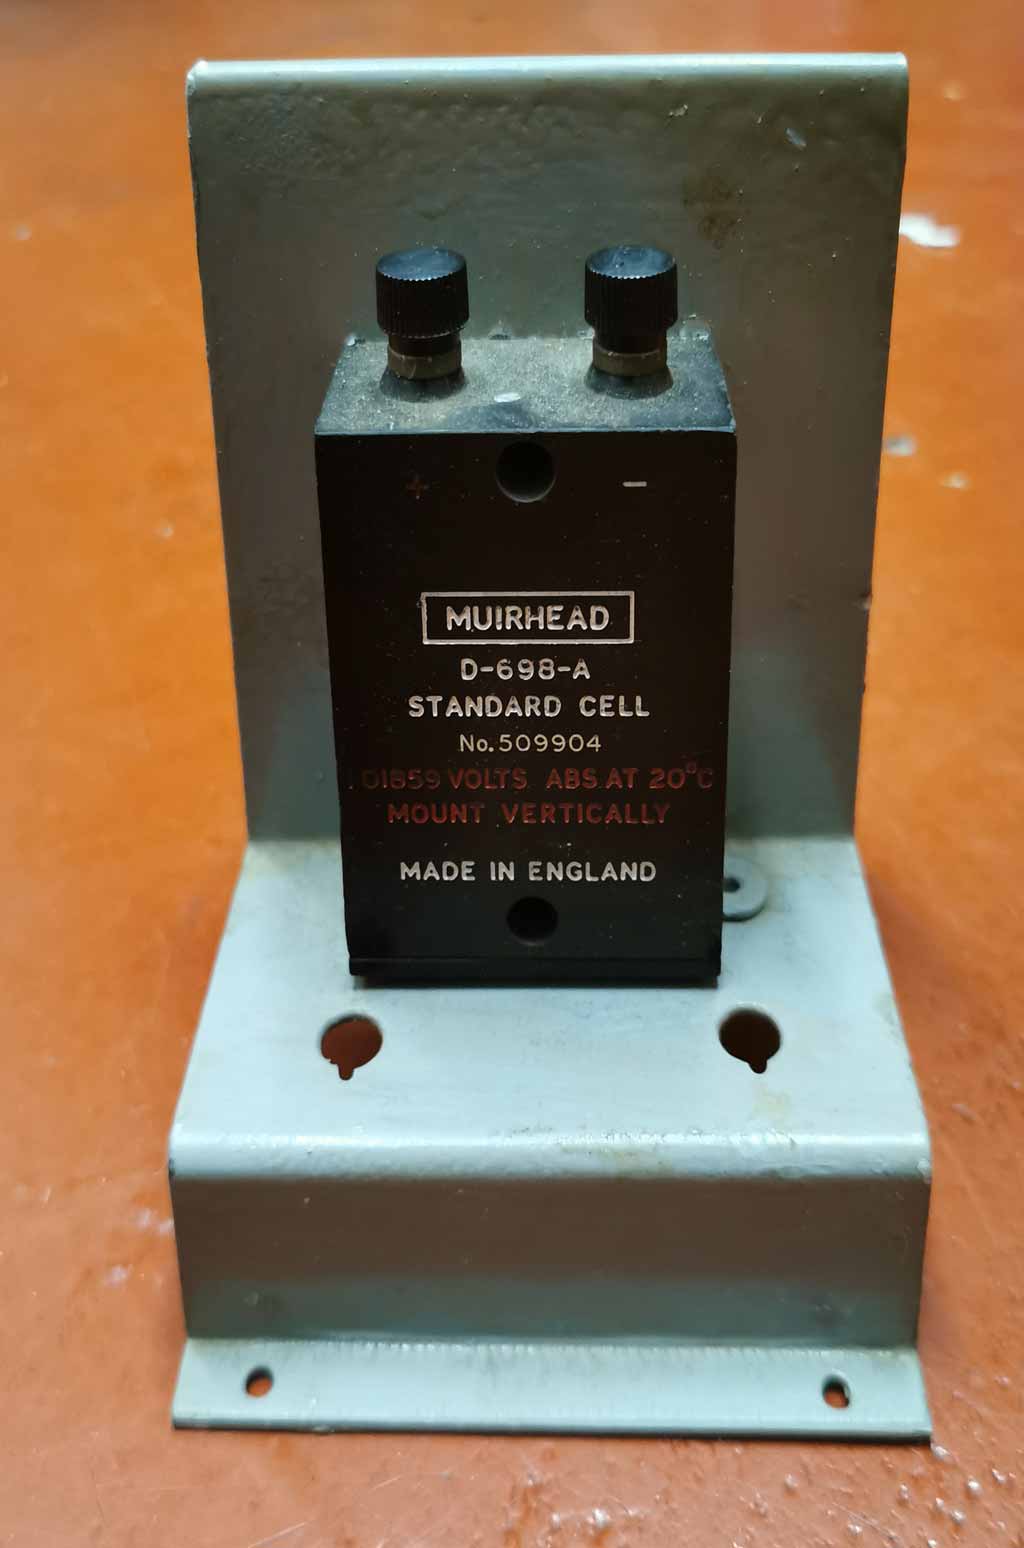 + −
MUIRHEAD
D-698-A
STANDARD CELL
No. 509904
.01859 VOLTS ABS. AT 20°C
MOUNT VERTICALLY
MADE IN ENGLAND